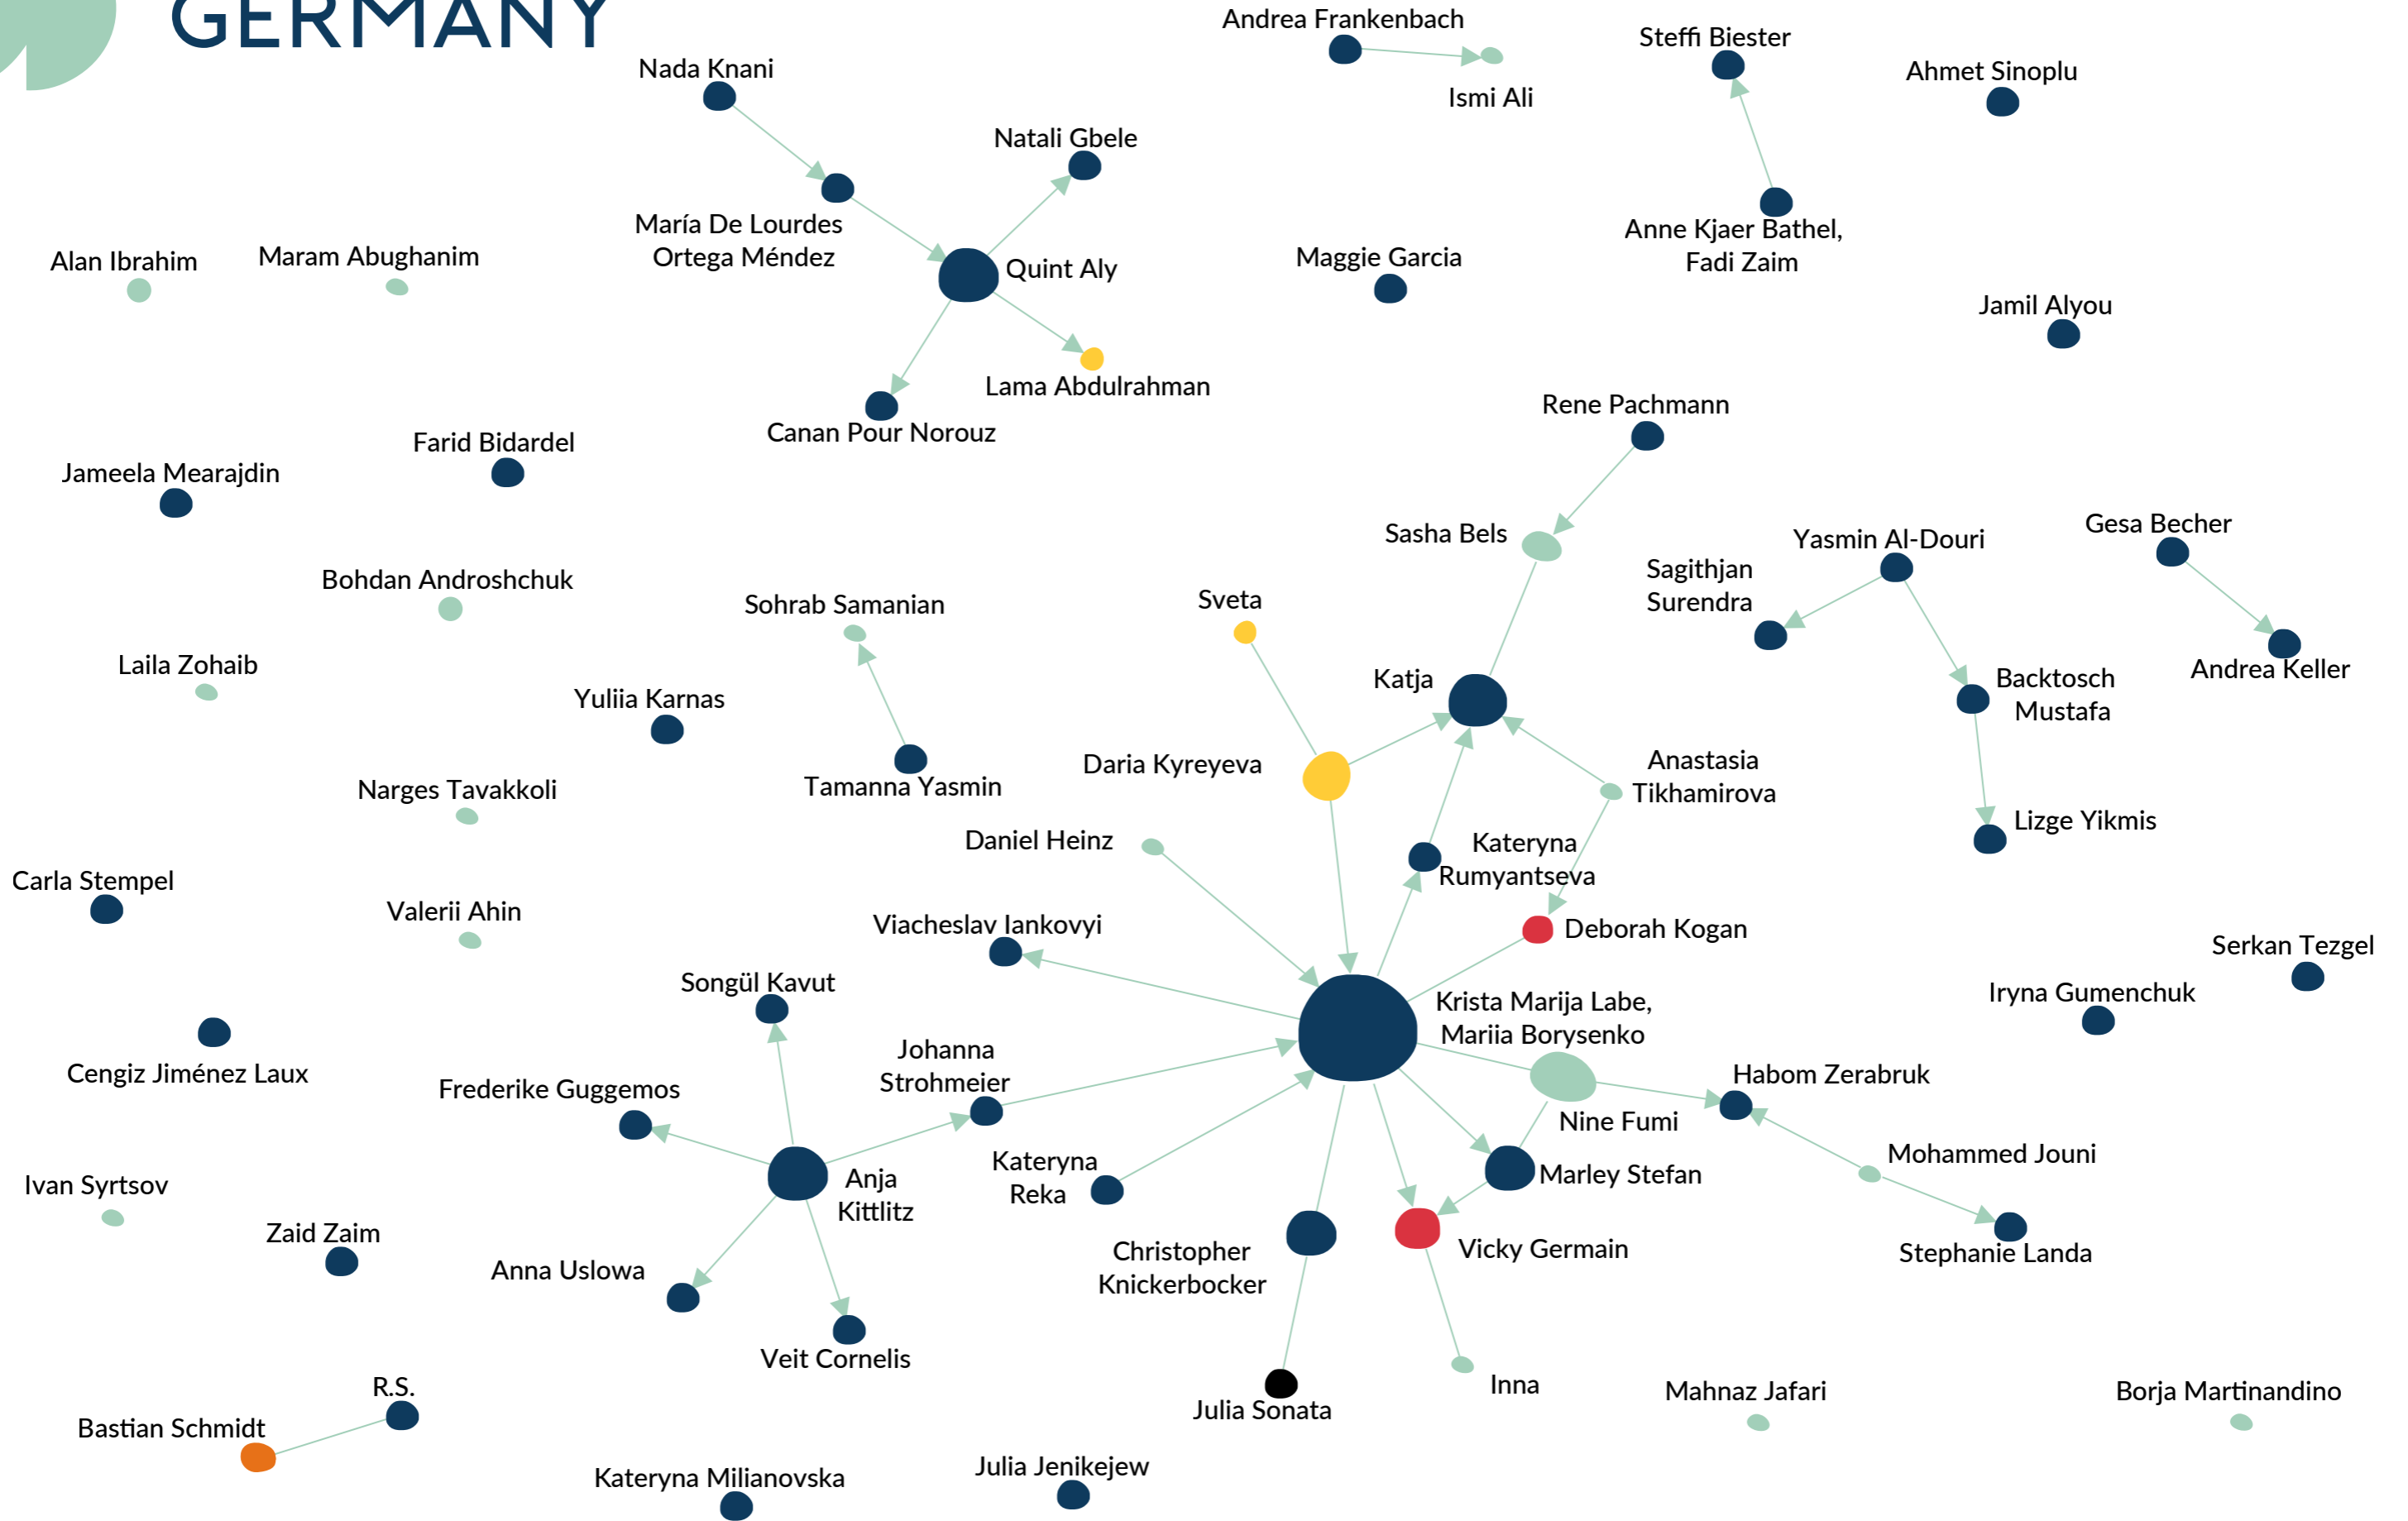 GERMANY
Andrea Frankenbach
Steffi Biester
Nada Knani
Ahmet Sinoplu
Ismi Ali
Natali Gbele
María De Lourdes
Ortega Méndez
Anne Kjaer Bathel,
Fadi Zaim
Alan Ibrahim
Maram Abughanim
Maggie Garcia
Quint Aly
Jamil Alyou
Lama Abdulrahman
Rene Pachmann
Canan Pour Norouz
Farid Bidardel
Jameela Mearajdin
Gesa Becher
Sasha Bels
Yasmin Al-Douri
Sagithjan
Surendra
Bohdan Androshchuk
Sohrab Samanian
Sveta
Laila Zohaib
Andrea Keller
Katja
Backtosch
Mustafa
Yuliia Karnas
Daria Kyreyeva
Anastasia
Tikhamirova
Tamanna Yasmin
Narges Tavakkoli
Lizge Yikmis
Daniel Heinz
Kateryna
Rumyantseva
Carla Stempel
Valerii Ahin
Viacheslav Iankovyi
Deborah Kogan
Serkan Tezgel
Songül Kavut
Iryna Gumenchuk
Krista Marija Labe,
Mariia Borysenko
Johanna
Strohmeier
Cengiz Jiménez Laux
Frederike Guggemos
Habom Zerabruk
Nine Fumi
Mohammed Jouni
Kateryna
Reka
Marley Stefan
Anja
Kittlitz
Ivan Syrtsov
Zaid Zaim
Christopher
Knickerbocker
Vicky Germain
Stephanie Landa
Anna Uslowa
Veit Cornelis
R.S.
Inna
Mahnaz Jafari
Borja Martinandino
Julia Sonata
Bastian Schmidt
Julia Jenikejew
Kateryna Milianovska